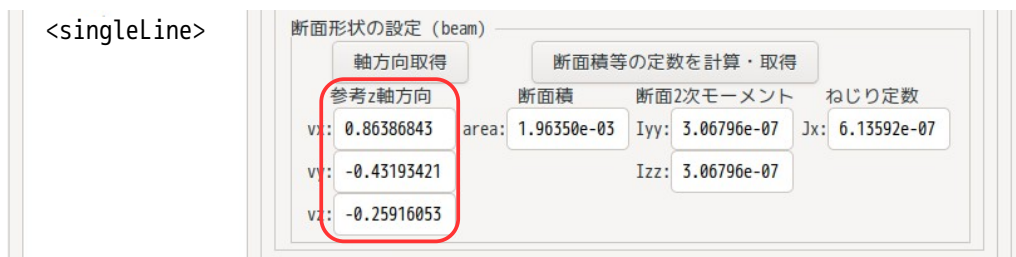 <singleLine>
断面形状の設定 (beam)
軸方向取得 断面積等の定数を計算・取得
参考z軸方向 断面積 断面2次モーメント ねじり定数
vx: 0.86386843 area: 1.96350e-03 Iyy: 3.06796e-07 Jx: 6.13592e-07
vy: -0.43193421 Izz: 3.06796e-07
vz: -0.25916053